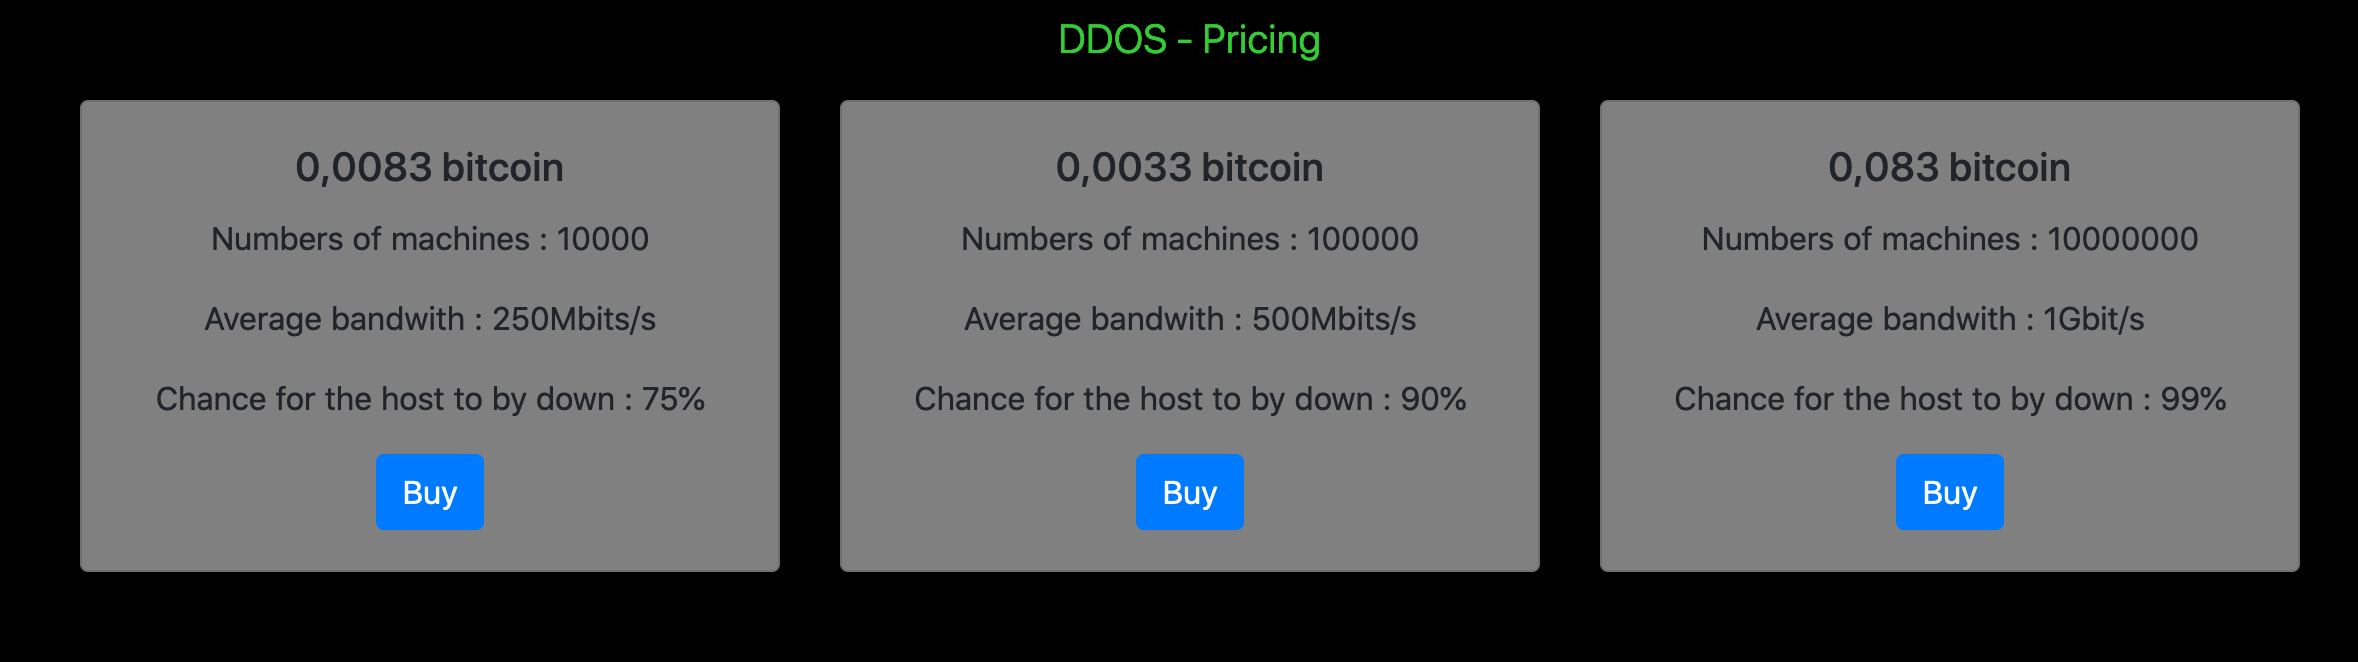 DDOS - Pricing
0,0083 bitcoin
Numbers of machines : 10000
Average bandwith : 250Mbits/s
Chance for the host to by down : 75%
Buy
0,0033 bitcoin
Numbers of machines : 100000
Average bandwith : 500Mbits/s
Chance for the host to by down : 90%
Buy
0,083 bitcoin
Numbers of machines : 10000000
Average bandwith : 1Gbit/s
Chance for the host to by down : 99%
Buy